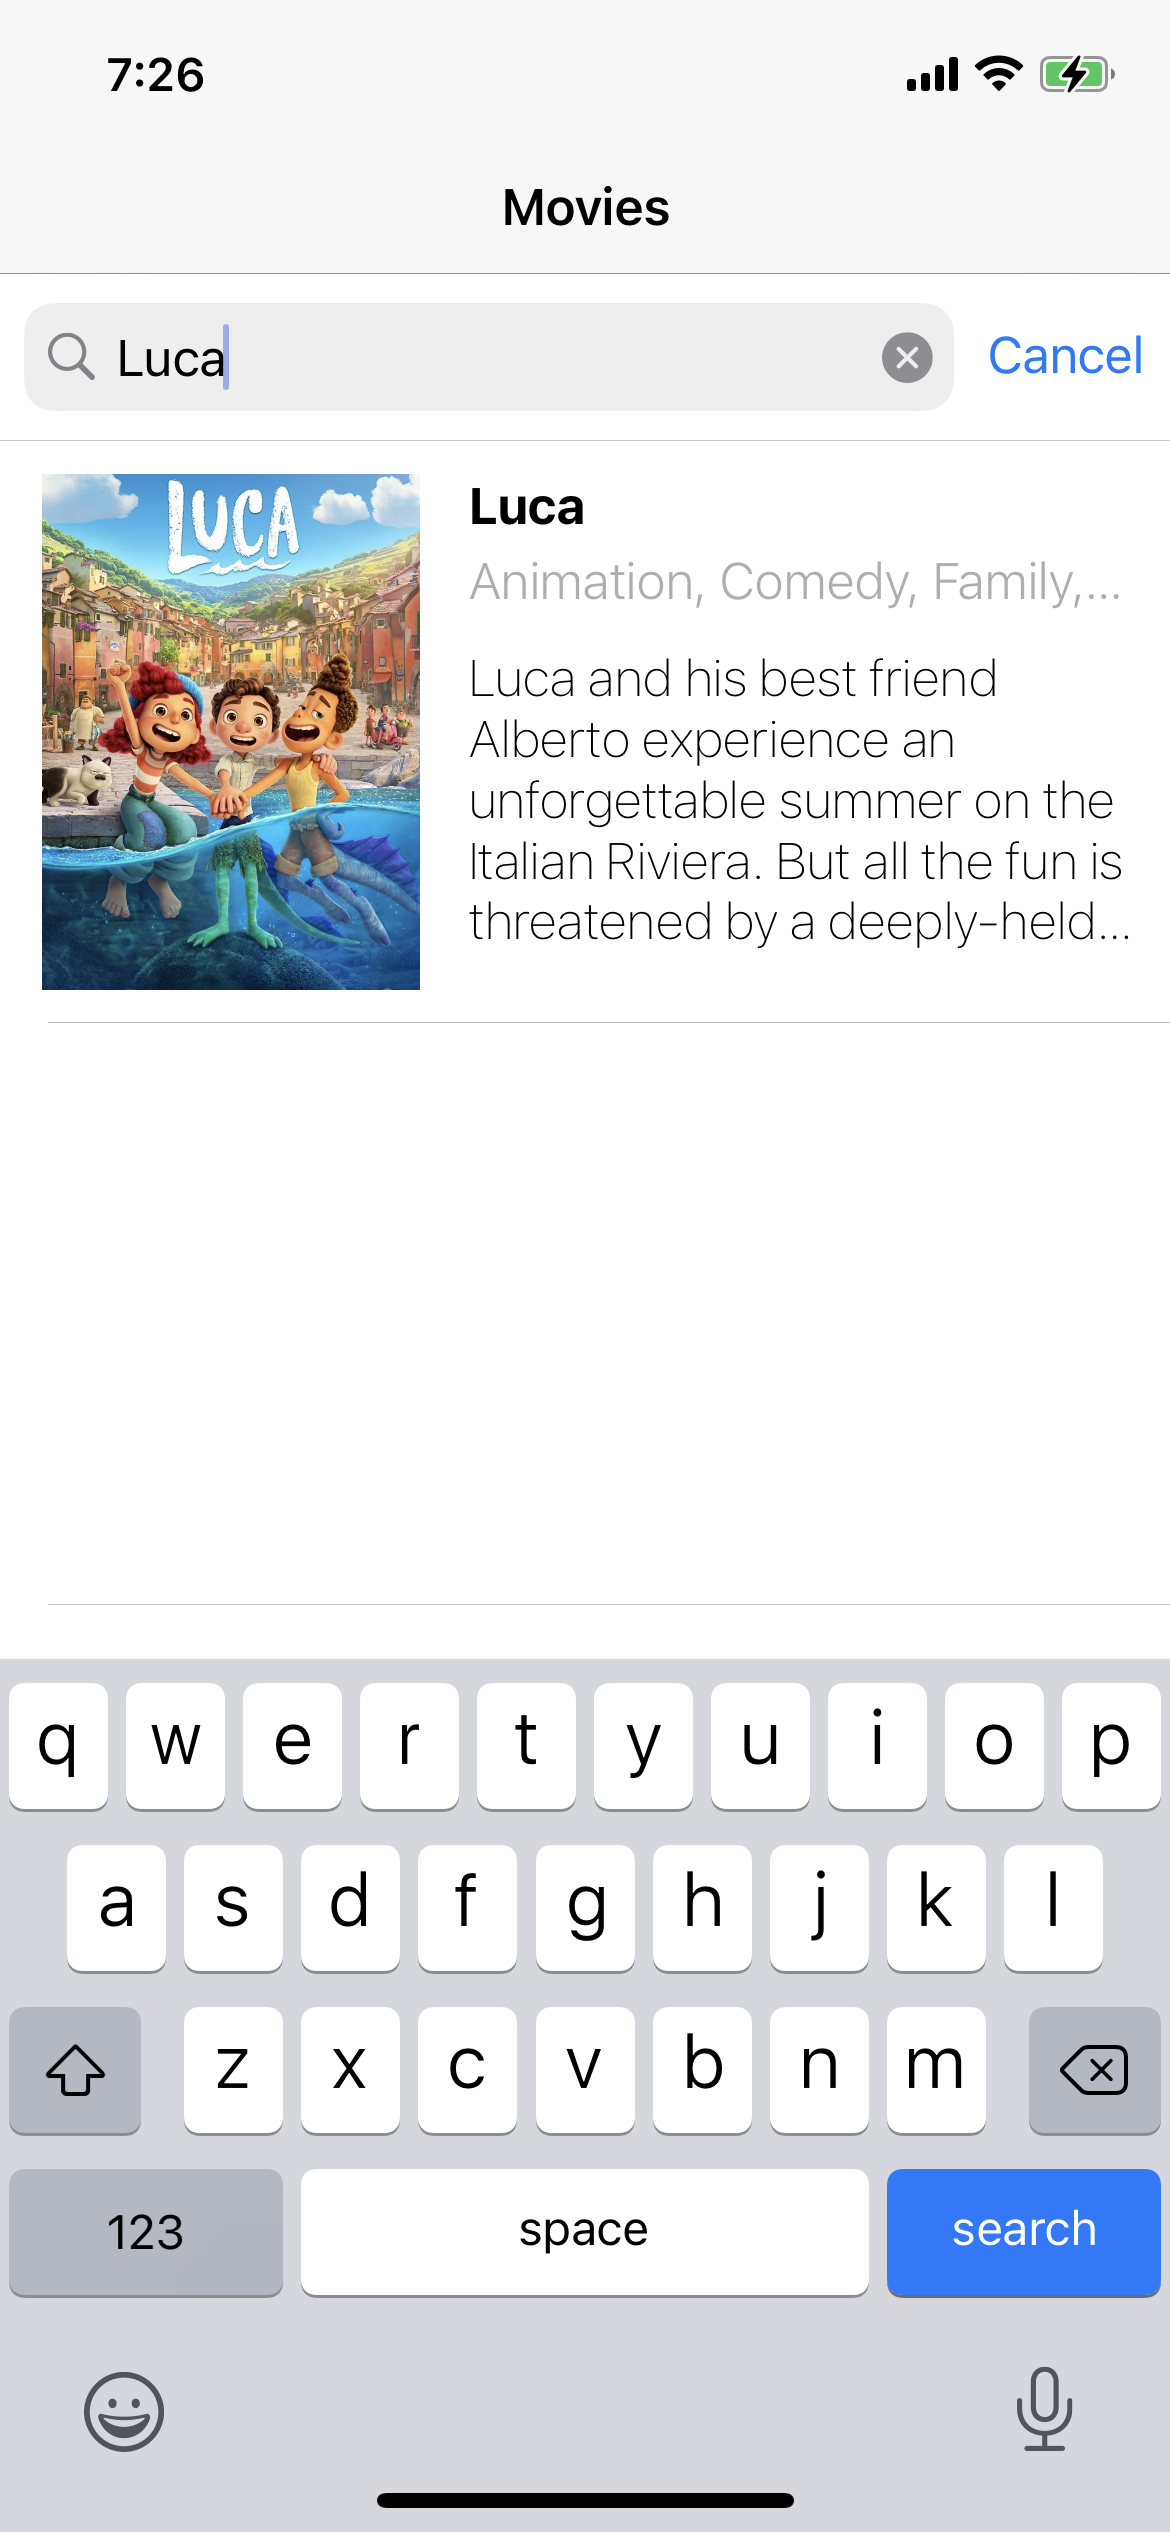 7:26
Movies
Luca
Cancel
LUCA
Luca
Animation, Comedy, Family,...
Luca and his best friend
Alberto experience an
unforgettable summer on the
Italian Riviera. But all the fun is
threatened by a deeply-held...
q w e r t y u i o p
a s d f g h j k l
z x c v b n m
123 space search